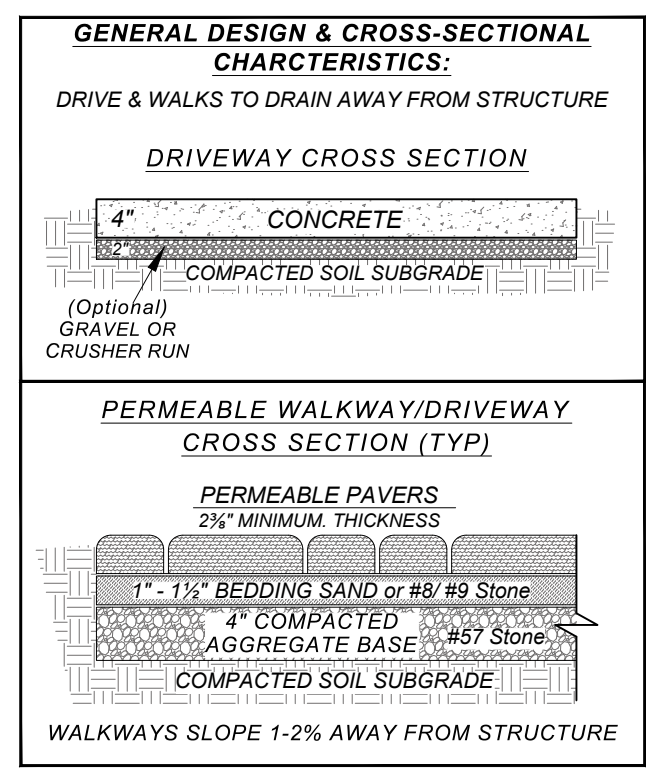 GENERAL DESIGN & CROSS-SECTIONAL
CHARCTERISTICS:
DRIVE & WALKS TO DRAIN AWAY FROM STRUCTURE
DRIVEWAY CROSS SECTION
4" CONCRETE
2"
COMPACTED SOIL SUBGRADE
(Optional)
GRAVEL OR
CRUSHER RUN
PERMEABLE WALKWAY/DRIVEWAY
CROSS SECTION (TYP)
PERMEABLE PAVERS
2⅜" MINIMUM. THICKNESS
1" - 1½" BEDDING SAND or #8/ #9 Stone
4" COMPACTED
AGGREGATE BASE
#57 Stone
COMPACTED SOIL SUBGRADE
WALKWAYS SLOPE 1-2% AWAY FROM STRUCTURE